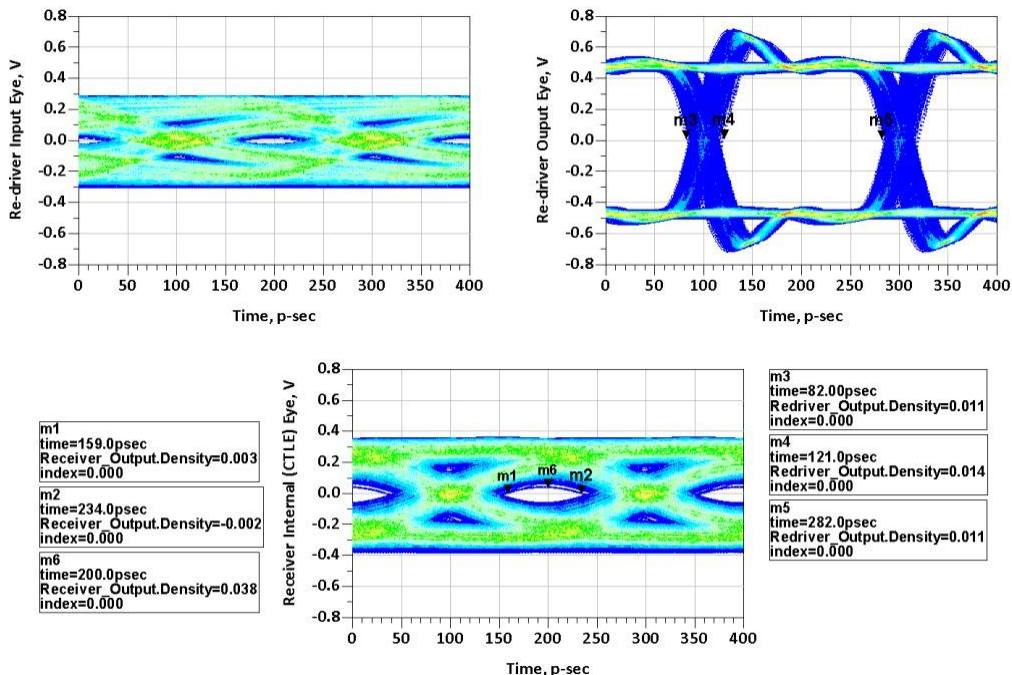 Re-driver Input Eye, V
0.8
0.6
0.4
0.2
0.0
-0.2
-0.4
-0.6
-0.8
0 50 100 150 200 250 300 350 400
Time, p-sec
Re-driver Ouput Eye, V
0.8
0.6
0.4
0.2
0.0
-0.2
-0.4
-0.6
-0.8
m3 m4 m5
0 50 100 150 200 250 300 350 400
Time, p-sec
m1
time=159.0psec
Receiver_Output.Density=0.003
index=0.000
m2
time=234.0psec
Receiver_Output.Density=-0.002
index=0.000
m6
time=200.0psec
Receiver_Output.Density=0.038
index=0.000
Receiver Internal (CTLE) Eye, V
0.8
0.6
0.4
0.2
0.0
-0.2
-0.4
-0.6
-0.8
m1 m6 m2
0 50 100 150 200 250 300 350 400
Time, p-sec
m3
time=82.00psec
Redriver_Output.Density=0.011
index=0.000
m4
time=121.0psec
Redriver_Output.Density=0.014
index=0.000
m5
time=282.0psec
Redriver_Output.Density=0.011
index=0.000